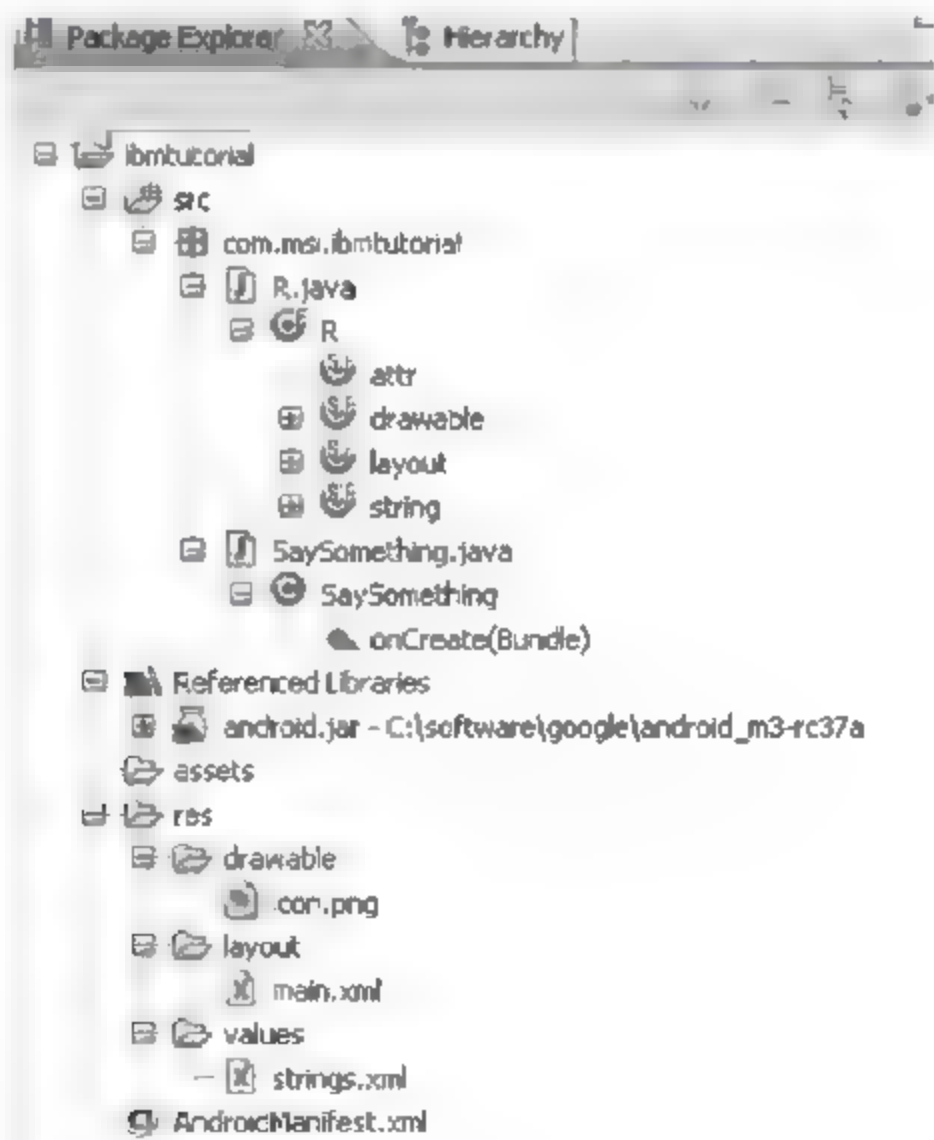 Package Explorer Hierarchy
ibmtutorial
src
com.msi.ibmtutorial
R.java
R
attr
drawable
layout
string
SaySomething.java
SaySomething
onCreate(Bundle)
Referenced Libraries
android.jar - C:\software\google\android_m3-rc37a
assets
res
drawable
icon.png
layout
main.xml
values
strings.xml
AndroidManifest.xml